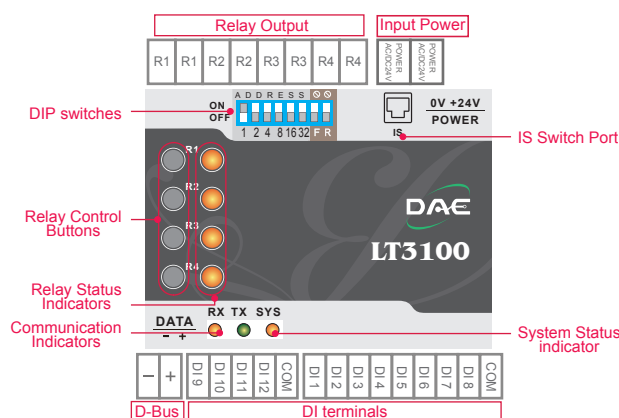 Relay Output
Input Power
R1 R1 R2 R2 R3 R3 R4 R4
POWER AC/DC24V
POWER AC/DC24V
DIP switches
ADDRESS
ON
OFF
1 2 4 8 16 32 F R
IS
0V +24V
POWER
IS Switch Port
R1
R2
R3
R4
Relay Control
Buttons
DAE
LT3100
Relay Status
Indicators
Communication
Indicators
RX TX SYS
DATA
- +
System Status
indicator
- + DI 9 DI 10 DI 11 DI 12 COM DI 1 DI 2 DI 3 DI 4 DI 5 DI 6 DI 7 DI 8 COM
D-Bus
DI terminals